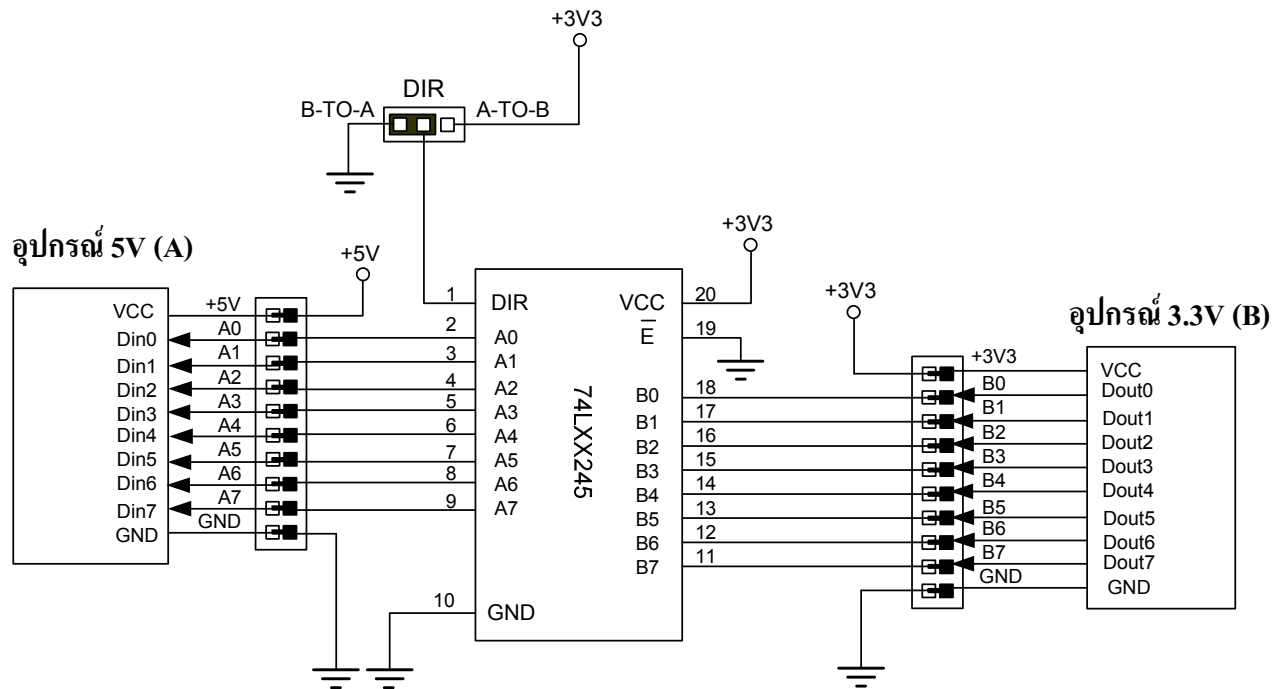 +3V3
DIR
B-TO-A
A-TO-B
อุปกรณ์ 5V (A)
VCC
Din0
Din1
Din2
Din3
Din4
Din5
Din6
Din7
GND
+5V
A0
A1
A2
A3
A4
A5
A6
A7
GND
+5V
1
2
3
4
5
6
7
8
9
10
DIR
A0
A1
A2
A3
A4
A5
A6
A7
GND
74LXX245
VCC
E
B0
B1
B2
B3
B4
B5
B6
B7
20
19
18
17
16
15
14
13
12
11
+3V3
+3V3
อุปกรณ์ 3.3V (B)
+3V3
B0
B1
B2
B3
B4
B5
B6
B7
GND
VCC
Dout0
Dout1
Dout2
Dout3
Dout4
Dout5
Dout6
Dout7
GND